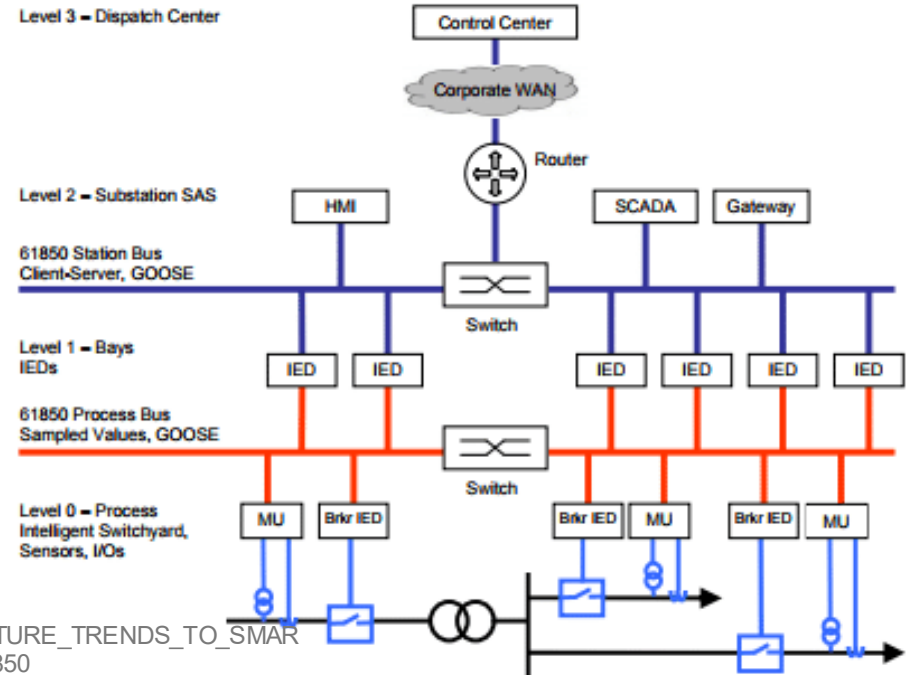 Level 3 – Dispatch Center
Control Center
Corporate WAN
Router
Level 2 – Substation SAS
HMI
SCADA
Gateway
61850 Station Bus
Client-Server, GOOSE
Switch
Level 1 – Bays
IEDs
IED
IED
IED
IED
IED
IED
61850 Process Bus
Sampled Values, GOOSE
Switch
Level 0 – Process
Intelligent Switchyard,
Sensors, I/Os
MU
Brkr IED
Brkr IED
MU
Brkr IED
MU
TURE_TRENDS_TO_SMAR
350